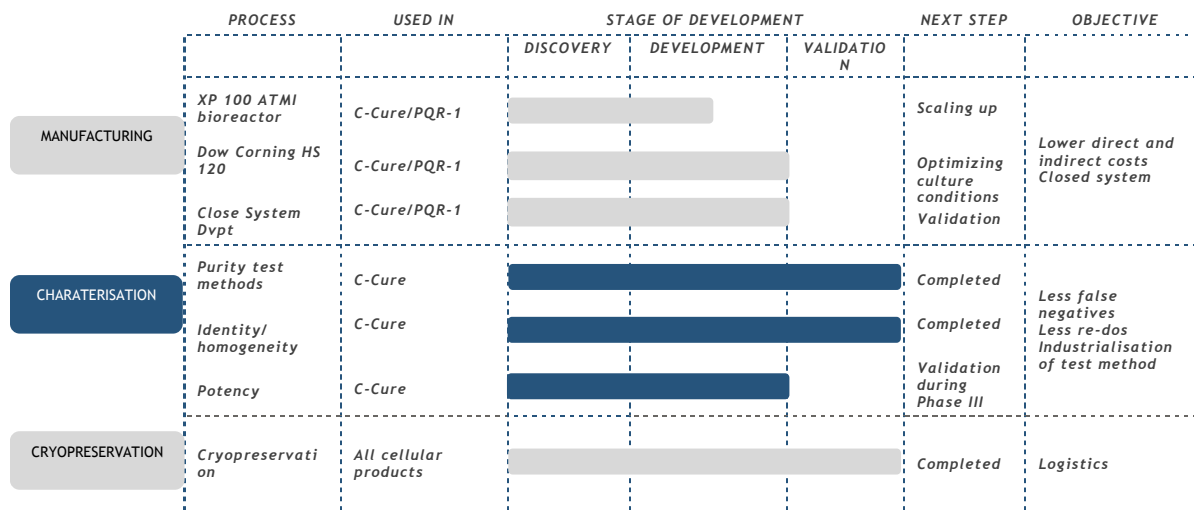 PROCESS USED IN STAGE OF DEVELOPMENT NEXT STEP OBJECTIVE
DISCOVERY DEVELOPMENT VALIDATIO
N
MANUFACTURING
XP 100 ATMI
bioreactor
C-Cure/PQR-1
Scaling up
Dow Corning HS
120
C-Cure/PQR-1
Optimizing
culture
conditions
Close System
Dvpt
C-Cure/PQR-1
Validation
Lower direct and
indirect costs
Closed system
CHARATERISATION
Purity test
methods
C-Cure
Completed
Identity/
homogeneity
C-Cure
Completed
Potency
C-Cure
Validation
during
Phase III
Less false
negatives
Less re-dos
Industrialisation
of test method
CRYOPRESERVATION
Cryopreservati
on
All cellular
products
Completed
Logistics